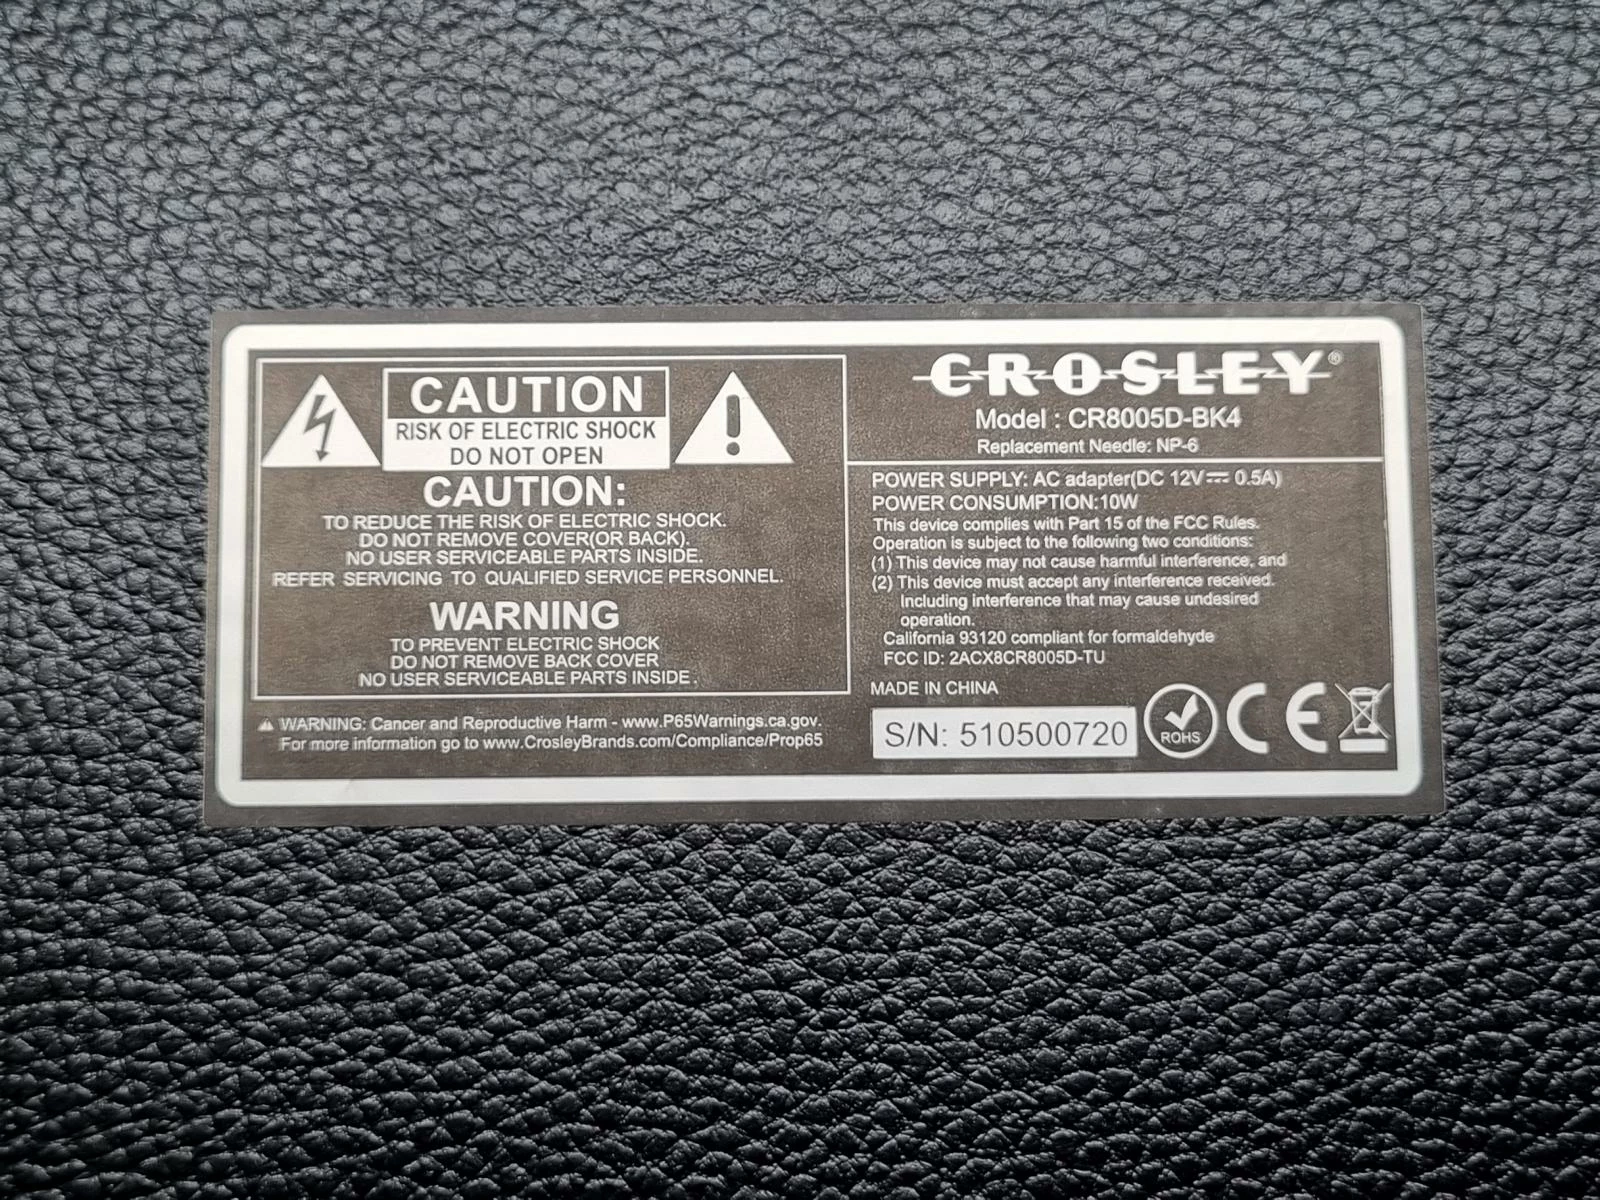 CAUTION
RISK OF ELECTRIC SHOCK
DO NOT OPEN
CAUTION:
TO REDUCE THE RISK OF ELECTRIC SHOCK.
DO NOT REMOVE COVER(OR BACK).
NO USER SERVICEABLE PARTS INSIDE.
REFER SERVICING TO QUALIFIED SERVICE PERSONNEL.
WARNING
TO PREVENT ELECTRIC SHOCK
DO NOT REMOVE BACK COVER
NO USER SERVICEABLE PARTS INSIDE.
WARNING: Cancer and Reproductive Harm - www.P65Warnings.ca.gov.
For more information go to www.CrosleyBrands.com/Compliance/Prop65
CROSLEY®
Model : CR8005D-BK4
Replacement Needle: NP-6
POWER SUPPLY: AC adapter(DC 12V⎓ 0.5A)
POWER CONSUMPTION:10W
This device complies with Part 15 of the FCC Rules.
Operation is subject to the following two conditions:
(1) This device may not cause harmful interference, and
(2) This device must accept any interference received.
Including interference that may cause undesired
operation.
California 93120 compliant for formaldehyde
FCC ID: 2ACX8CR8005D-TU
MADE IN CHINA
S/N: 510500720
ROHS
CE